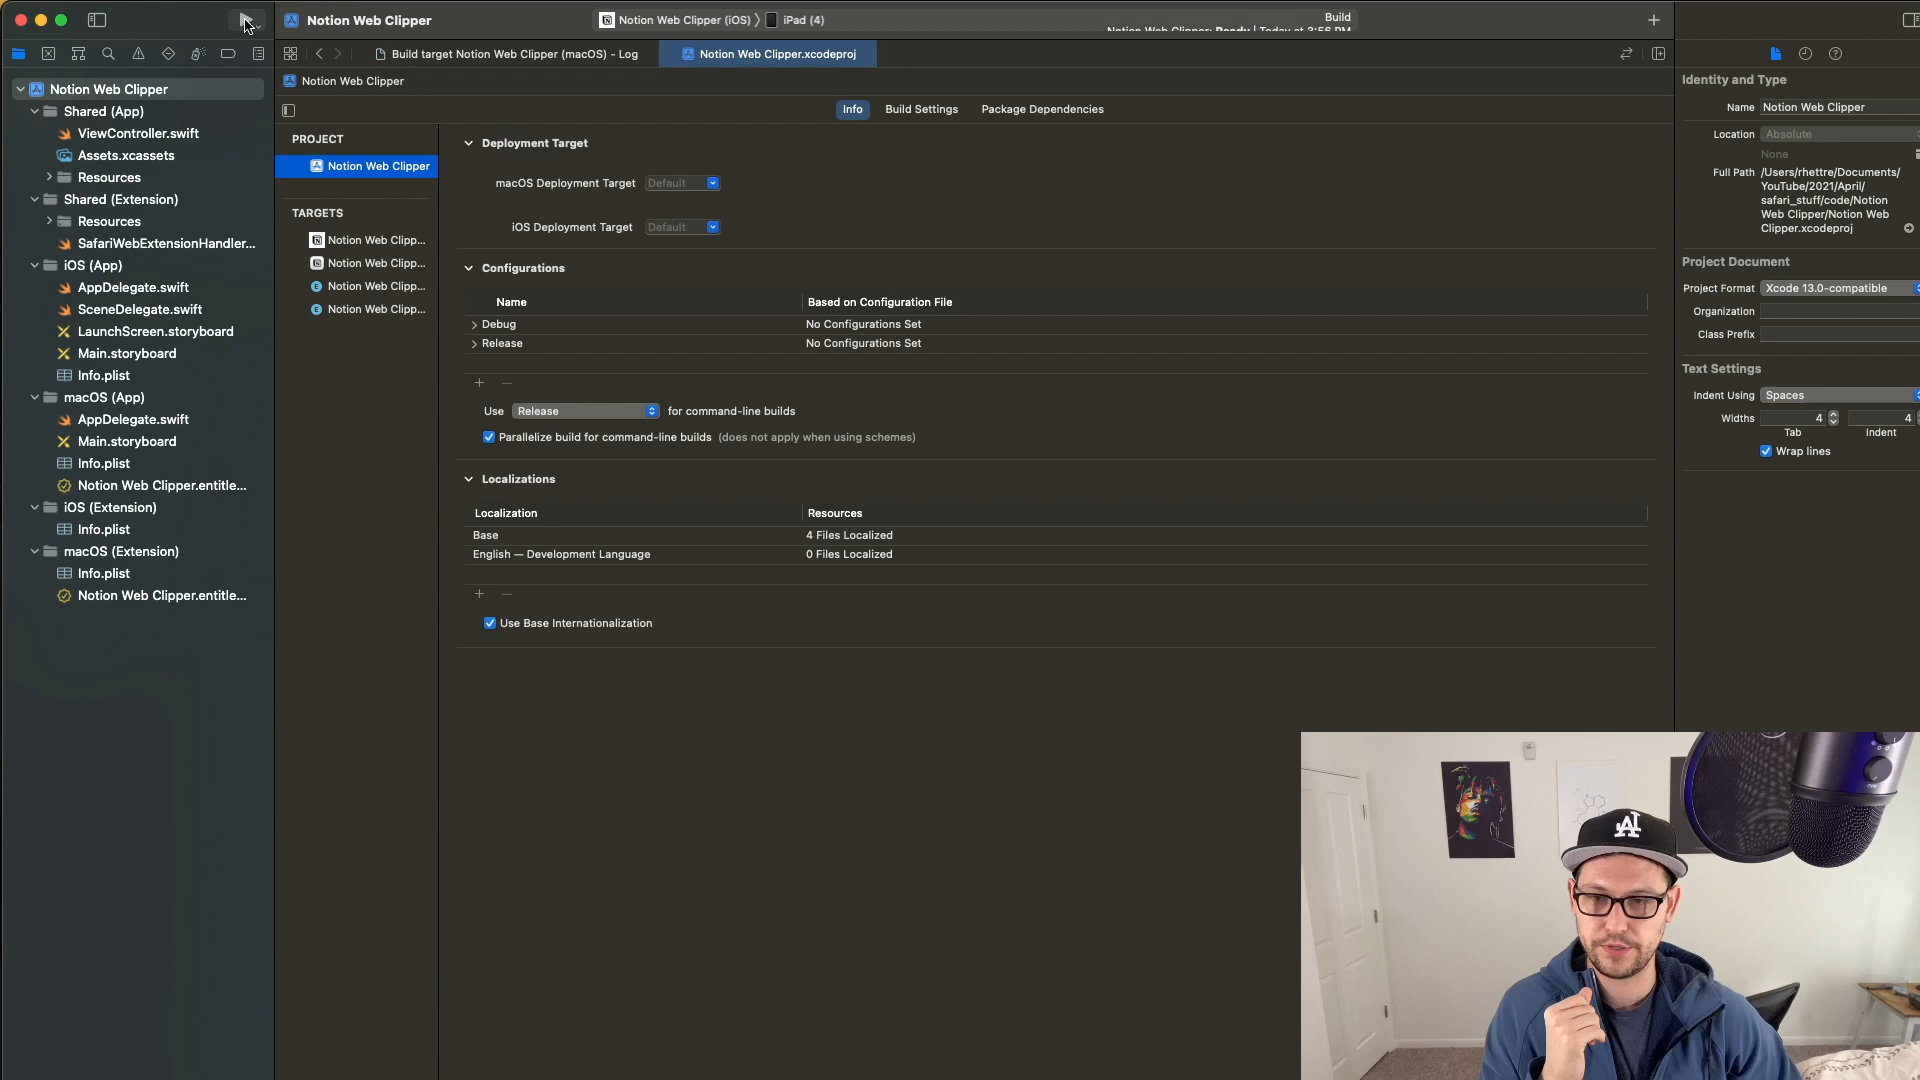 Notion Web Clipper
Notion Web Clipper (iOS)
iPad (4)
Build
Notion Web Clipper: Ready | Today at 3:56 PM
Build target Notion Web Clipper (macOS) - Log
Notion Web Clipper.xcodeproj
Notion Web Clipper
Info
Build Settings
Package Dependencies
Notion Web Clipper
Shared (App)
ViewController.swift
Assets.xcassets
Resources
Shared (Extension)
Resources
SafariWebExtensionHandler...
iOS (App)
AppDelegate.swift
SceneDelegate.swift
LaunchScreen.storyboard
Main.storyboard
Info.plist
macOS (App)
AppDelegate.swift
Main.storyboard
Info.plist
Notion Web Clipper.entitle...
iOS (Extension)
Info.plist
macOS (Extension)
Info.plist
Notion Web Clipper.entitle...
PROJECT
Notion Web Clipper
TARGETS
Notion Web Clipp...
Notion Web Clipp...
Notion Web Clipp...
Notion Web Clipp...
Deployment Target
macOS Deployment Target Default
iOS Deployment Target Default
Configurations
Name Based on Configuration File
Debug No Configurations Set
Release No Configurations Set
Use Release for command-line builds
Parallelize build for command-line builds (does not apply when using schemes)
Localizations
Localization Resources
Base 4 Files Localized
English — Development Language 0 Files Localized
Use Base Internationalization
Identity and Type
Name Notion Web Clipper
Location Absolute
None
Full Path /Users/rhettre/Documents/
YouTube/2021/April/
safari_stuff/code/Notion
Web Clipper/Notion Web
Clipper.xcodeproj
Project Document
Project Format Xcode 13.0-compatible
Organization
Class Prefix
Text Settings
Indent Using Spaces
Widths 4 4
Tab Indent
Wrap lines